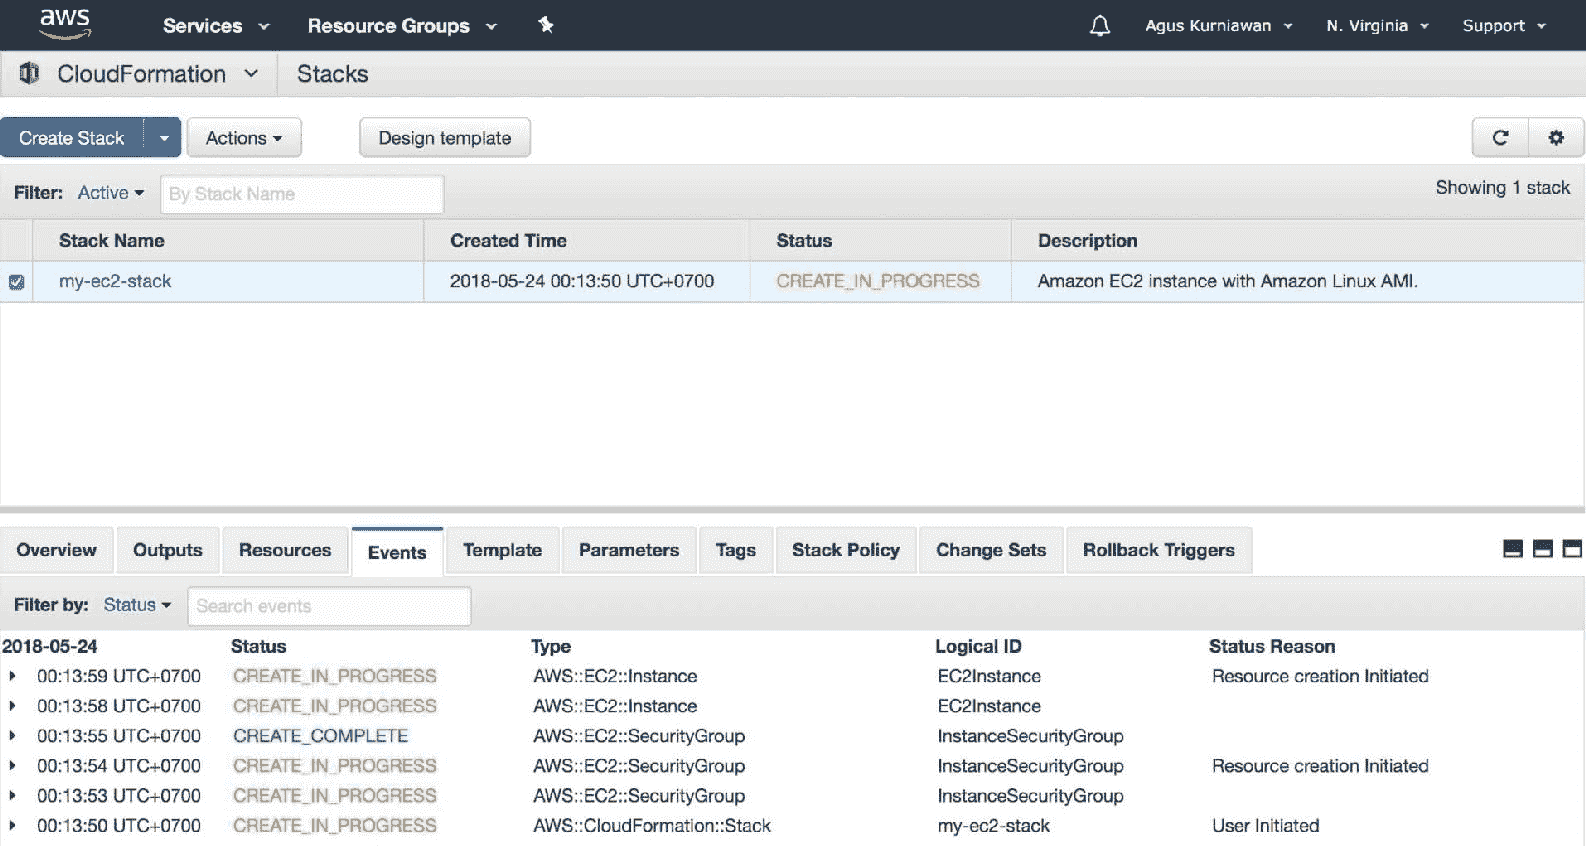 aws Services Resource Groups Agus Kurniawan N. Virginia Support
CloudFormation Stacks
Create Stack Actions Design template
Filter: Active By Stack Name Showing 1 stack
Stack Name Created Time Status Description
my-ec2-stack 2018-05-24 00:13:50 UTC+0700 CREATE_IN_PROGRESS Amazon EC2 instance with Amazon Linux AMI.
Overview Outputs Resources Events Template Parameters Tags Stack Policy Change Sets Rollback Triggers
Filter by: Status Search events
2018-05-24 Status Type Logical ID Status Reason
00:13:59 UTC+0700 CREATE_IN_PROGRESS AWS::EC2::Instance EC2Instance Resource creation Initiated
00:13:58 UTC+0700 CREATE_IN_PROGRESS AWS::EC2::Instance EC2Instance
00:13:55 UTC+0700 CREATE_COMPLETE AWS::EC2::SecurityGroup InstanceSecurityGroup
00:13:54 UTC+0700 CREATE_IN_PROGRESS AWS::EC2::SecurityGroup InstanceSecurityGroup Resource creation Initiated
00:13:53 UTC+0700 CREATE_IN_PROGRESS AWS::EC2::SecurityGroup InstanceSecurityGroup
00:13:50 UTC+0700 CREATE_IN_PROGRESS AWS::CloudFormation::Stack my-ec2-stack User Initiated